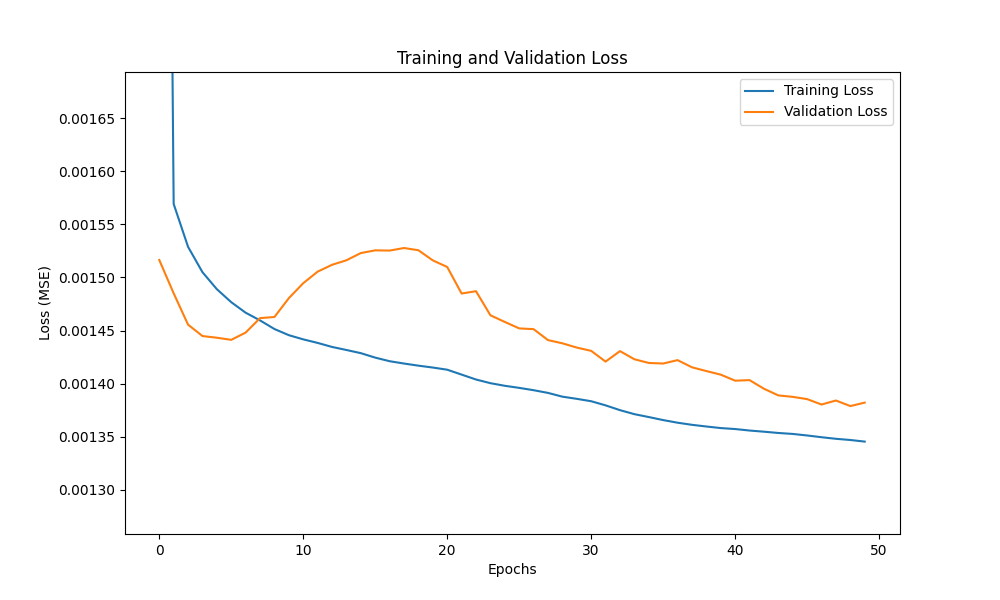 Training and Validation Loss
Training Loss
Validation Loss
0.00165
0.00160
0.00155
0.00150
0.00145
0.00140
0.00135
0.00130
Loss (MSE)
0 10 20 30 40 50
Epochs